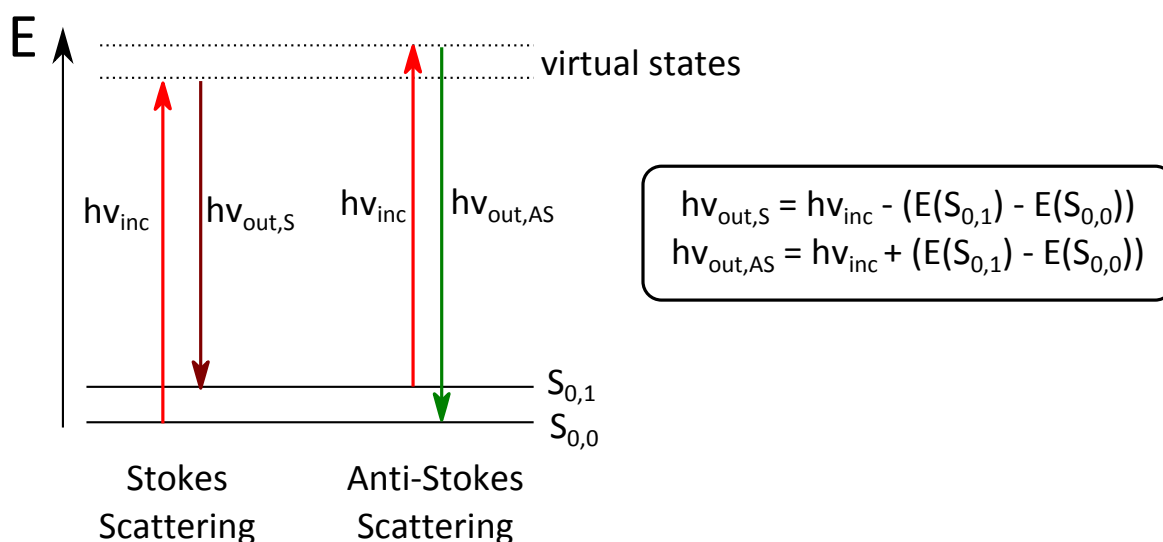 E
virtual states
hv_inc
hv_out,S
hv_inc
hv_out,AS
hv_out,S = hv_inc - (E(S_0,1) - E(S_0,0))
hv_out,AS = hv_inc + (E(S_0,1) - E(S_0,0))
S_0,1
S_0,0
Stokes
Scattering
Anti-Stokes
Scattering